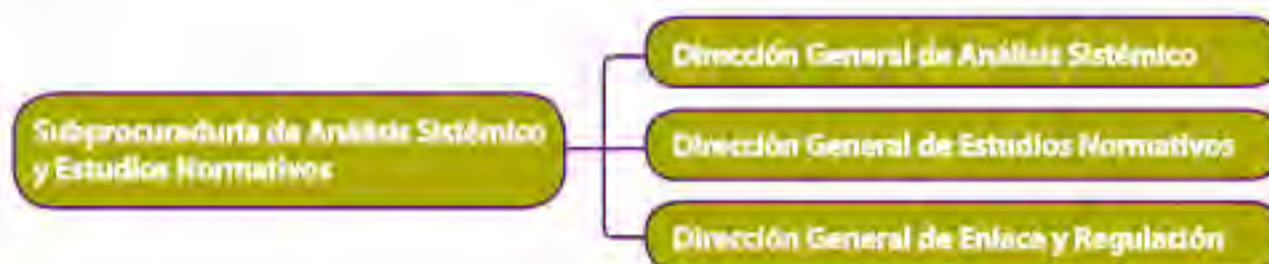 Subprocuraduría de Análisis Sistémico
y Estudios Normativos
Dirección General de Análisis Sistémico
Dirección General de Estudios Normativos
Dirección General de Enlace y Regulación